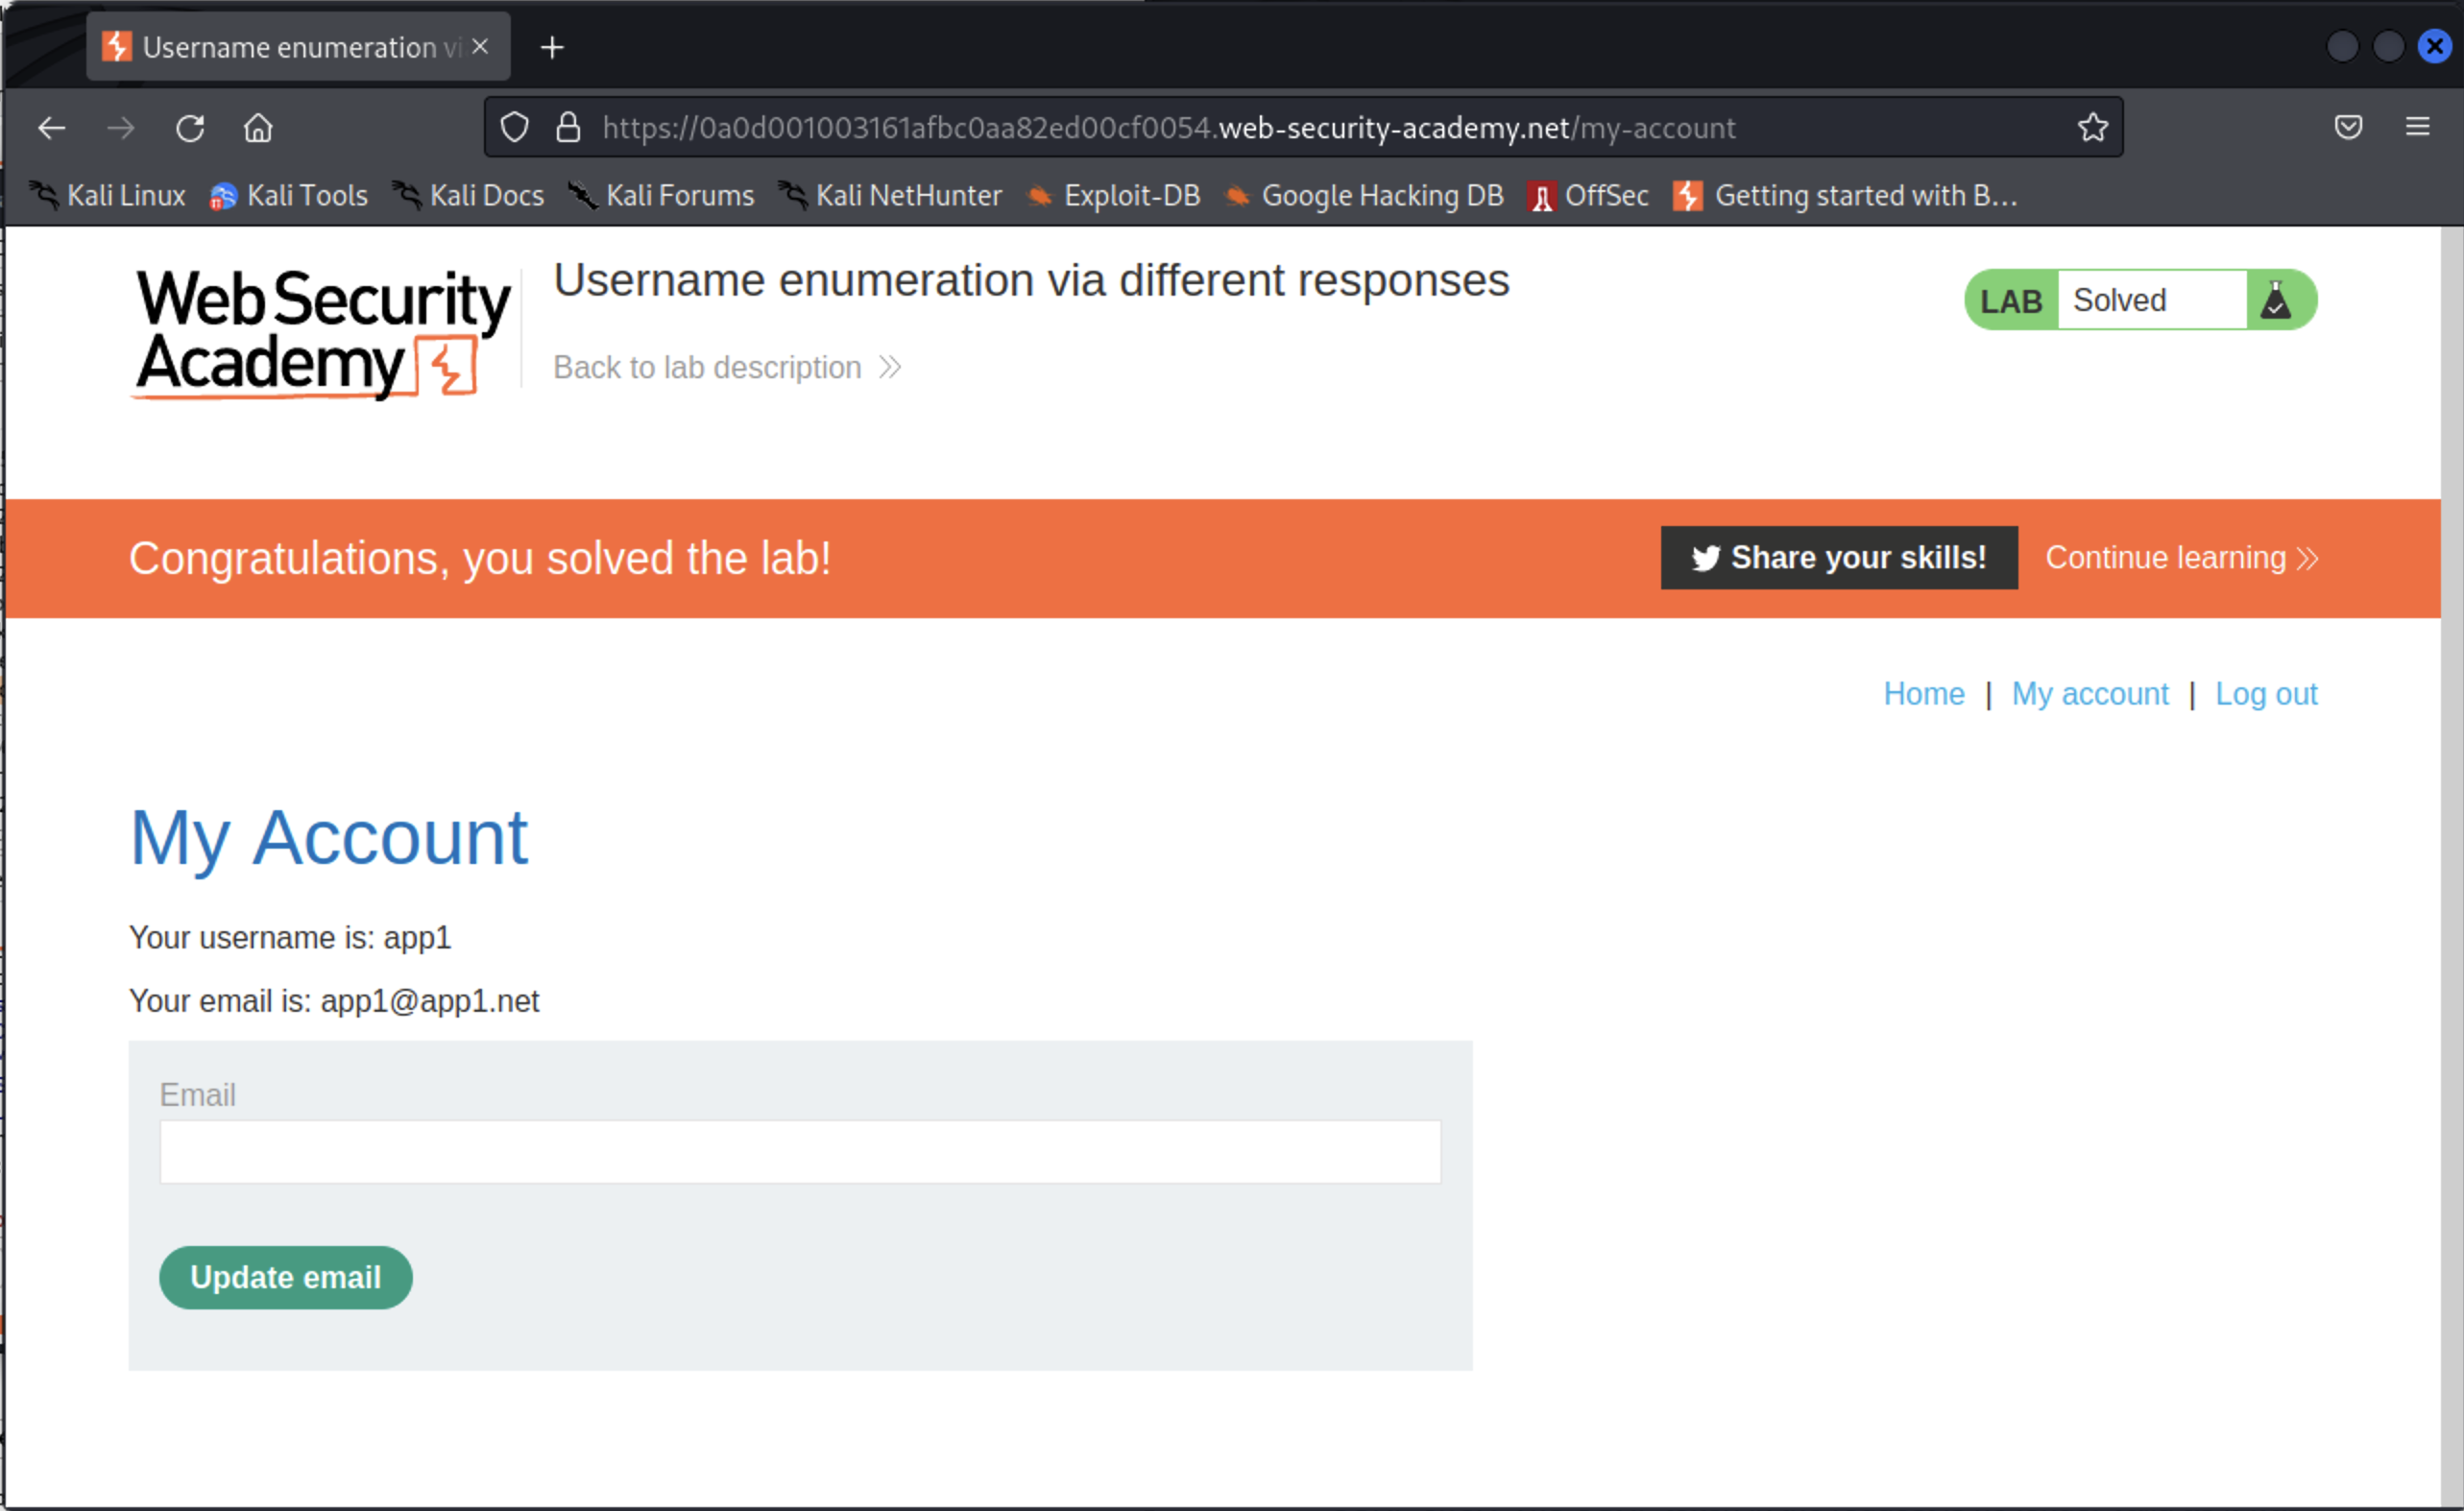 Username enumeration vi
https://0a0d001003161afbc0aa82ed00cf0054.web-security-academy.net/my-account
Kali Linux Kali Tools Kali Docs Kali Forums Kali NetHunter Exploit-DB Google Hacking DB OffSec Getting started with B…
Web Security
Academy
Username enumeration via different responses
Back to lab description
LAB Solved
Congratulations, you solved the lab!
Share your skills! Continue learning
Home | My account | Log out
My Account
Your username is: app1
Your email is: app1@app1.net
Email
Update email